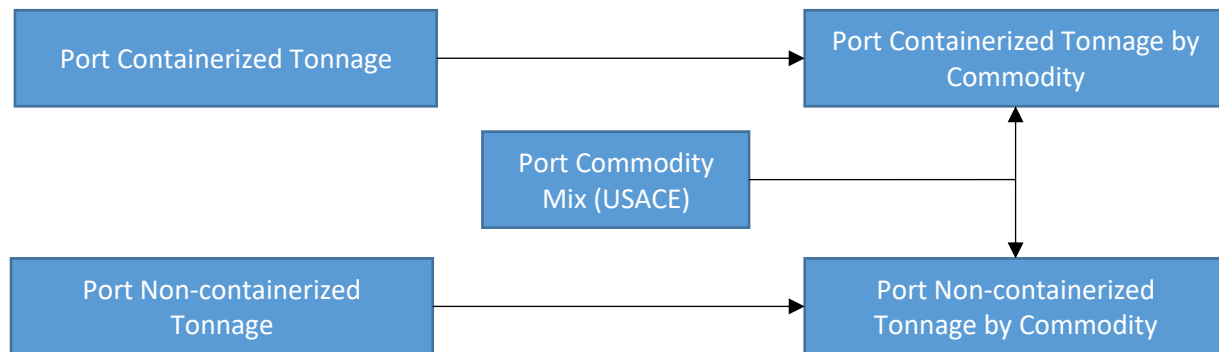 Port Containerized Tonnage
Port Containerized Tonnage by
Commodity
Port Commodity
Mix (USACE)
Port Non-containerized
Tonnage
Port Non-containerized
Tonnage by Commodity